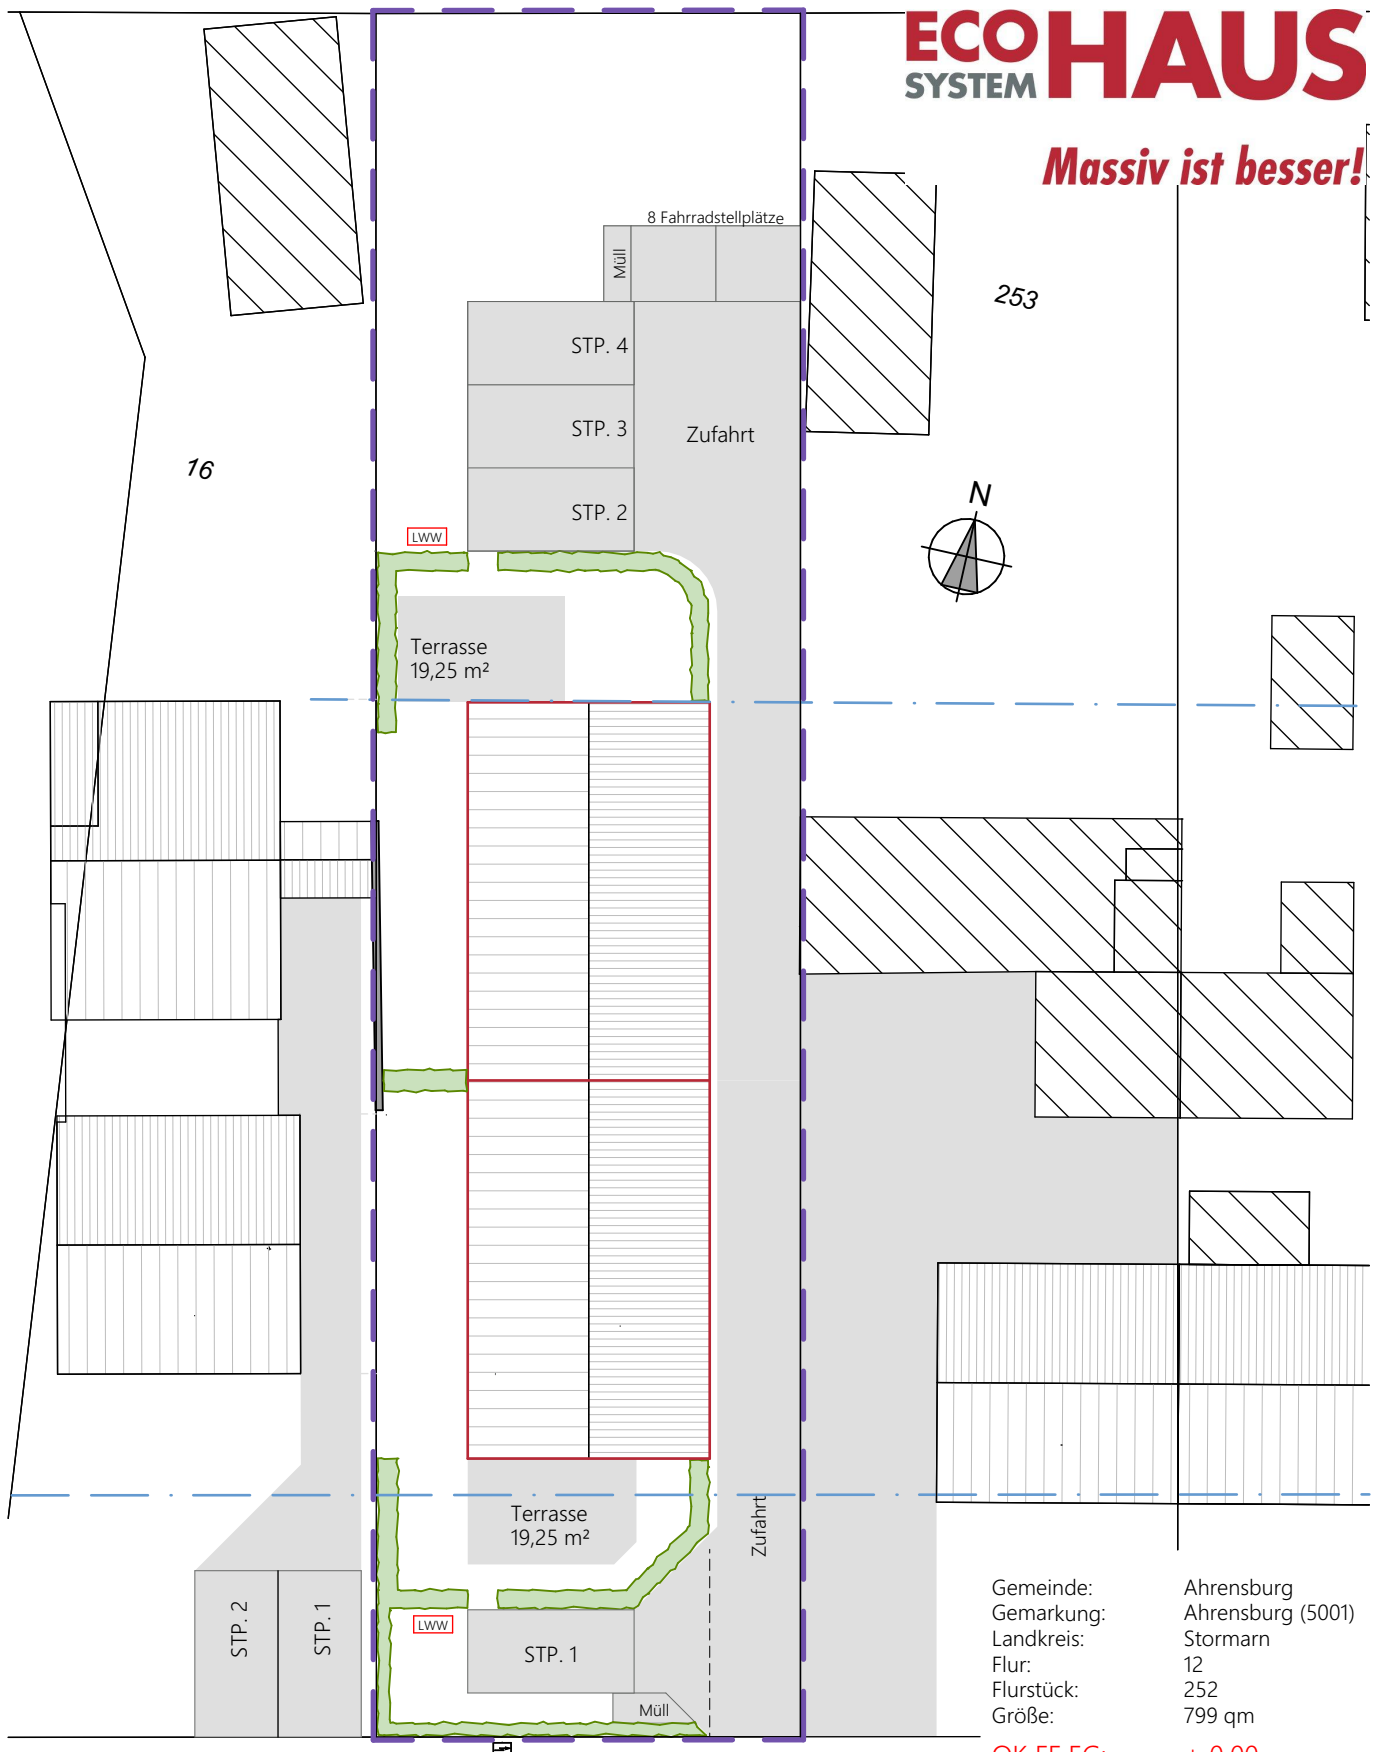 ECO HAUS
SYSTEM
Massiv ist besser!
8 Fahrradstellplätze
Müll
253
STP. 4
STP. 3
Zufahrt
16
N
STP. 2
LWW
Terrasse
19,25 m²
Terrasse
19,25 m²
Zufahrt
STP. 2
STP. 1
LWW
STP. 1
Müll
Gemeinde: Ahrensburg
Gemarkung: Ahrensburg (5001)
Landkreis: Stormarn
Flur: 12
Flurstück: 252
Größe: 799 qm